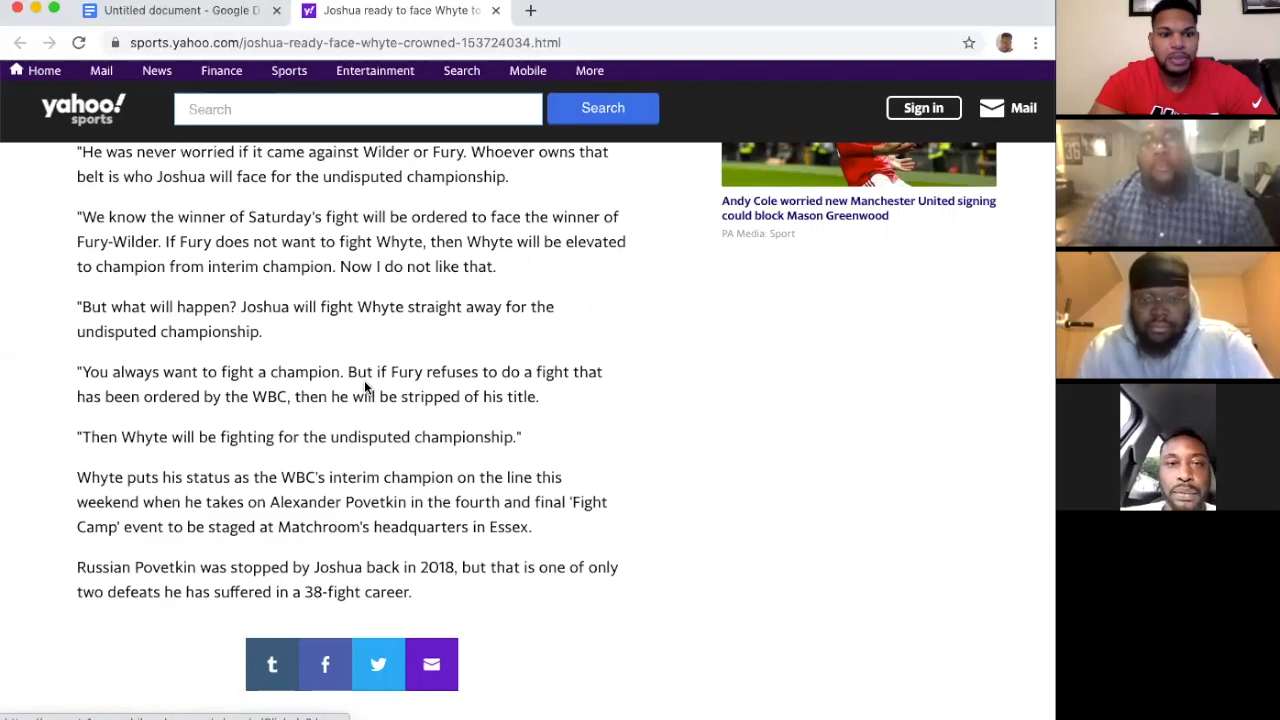 Untitled document - Google D
Joshua ready to face Whyte to
sports.yahoo.com/joshua-ready-face-whyte-crowned-153724034.html
Home Mail News Finance Sports Entertainment Search Mobile More
yahoo!
sports
Search
Search
Sign in
Mail
"He was never worried if it came against Wilder or Fury. Whoever owns that
belt is who Joshua will face for the undisputed championship.
"We know the winner of Saturday's fight will be ordered to face the winner of
Fury-Wilder. If Fury does not want to fight Whyte, then Whyte will be elevated
to champion from interim champion. Now I do not like that.
"But what will happen? Joshua will fight Whyte straight away for the
undisputed championship.
"You always want to fight a champion. But if Fury refuses to do a fight that
has been ordered by the WBC, then he will be stripped of his title.
"Then Whyte will be fighting for the undisputed championship."
Whyte puts his status as the WBC's interim champion on the line this
weekend when he takes on Alexander Povetkin in the fourth and final 'Fight
Camp' event to be staged at Matchroom's headquarters in Essex.
Russian Povetkin was stopped by Joshua back in 2018, but that is one of only
two defeats he has suffered in a 38-fight career.
Andy Cole worried new Manchester United signing
could block Mason Greenwood
PA Media: Sport